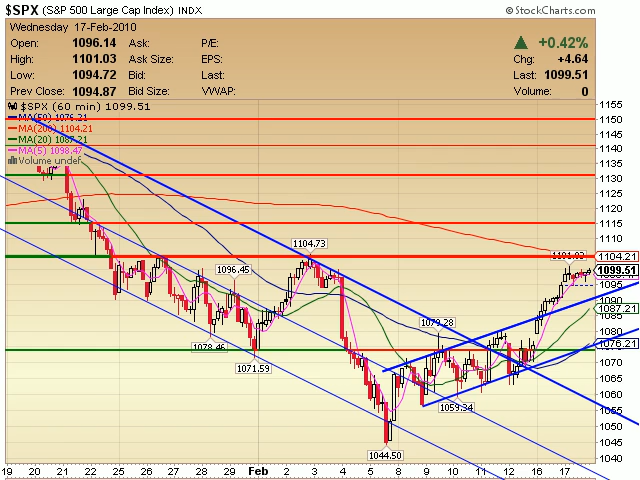 $SPX (S&P 500 Large Cap Index) INDX © StockCharts.com
Wednesday 17-Feb-2010
Open: 1096.14 Ask: P/E: +0.42%
High: 1101.03 Ask Size: EPS: Chg: +4.64
Low: 1094.72 Bid: Last: Last: 1099.51
Prev Close: 1094.87 Bid Size: VWAP: Volume: 0
$SPX (60 min) 1099.51
MA(50) 1076.21
MA(200) 1104.21
MA(20) 1087.21
MA(5) 1098.47
Volume undef
1155
1150
1145
1140
1135
1130
1125
1120
1115
1110
1104.21
1099.51
1095
1090
1087.21
1080
1076.21
1070
1065
1060
1055
1050
1045
1040
1104.73
1101.03
1096.45
1079.28
1078.46
1071.59
1059.34
1044.50
19 20 21 22 25 26 27 28 29 Feb 2 3 4 5 8 9 10 11 12 16 17